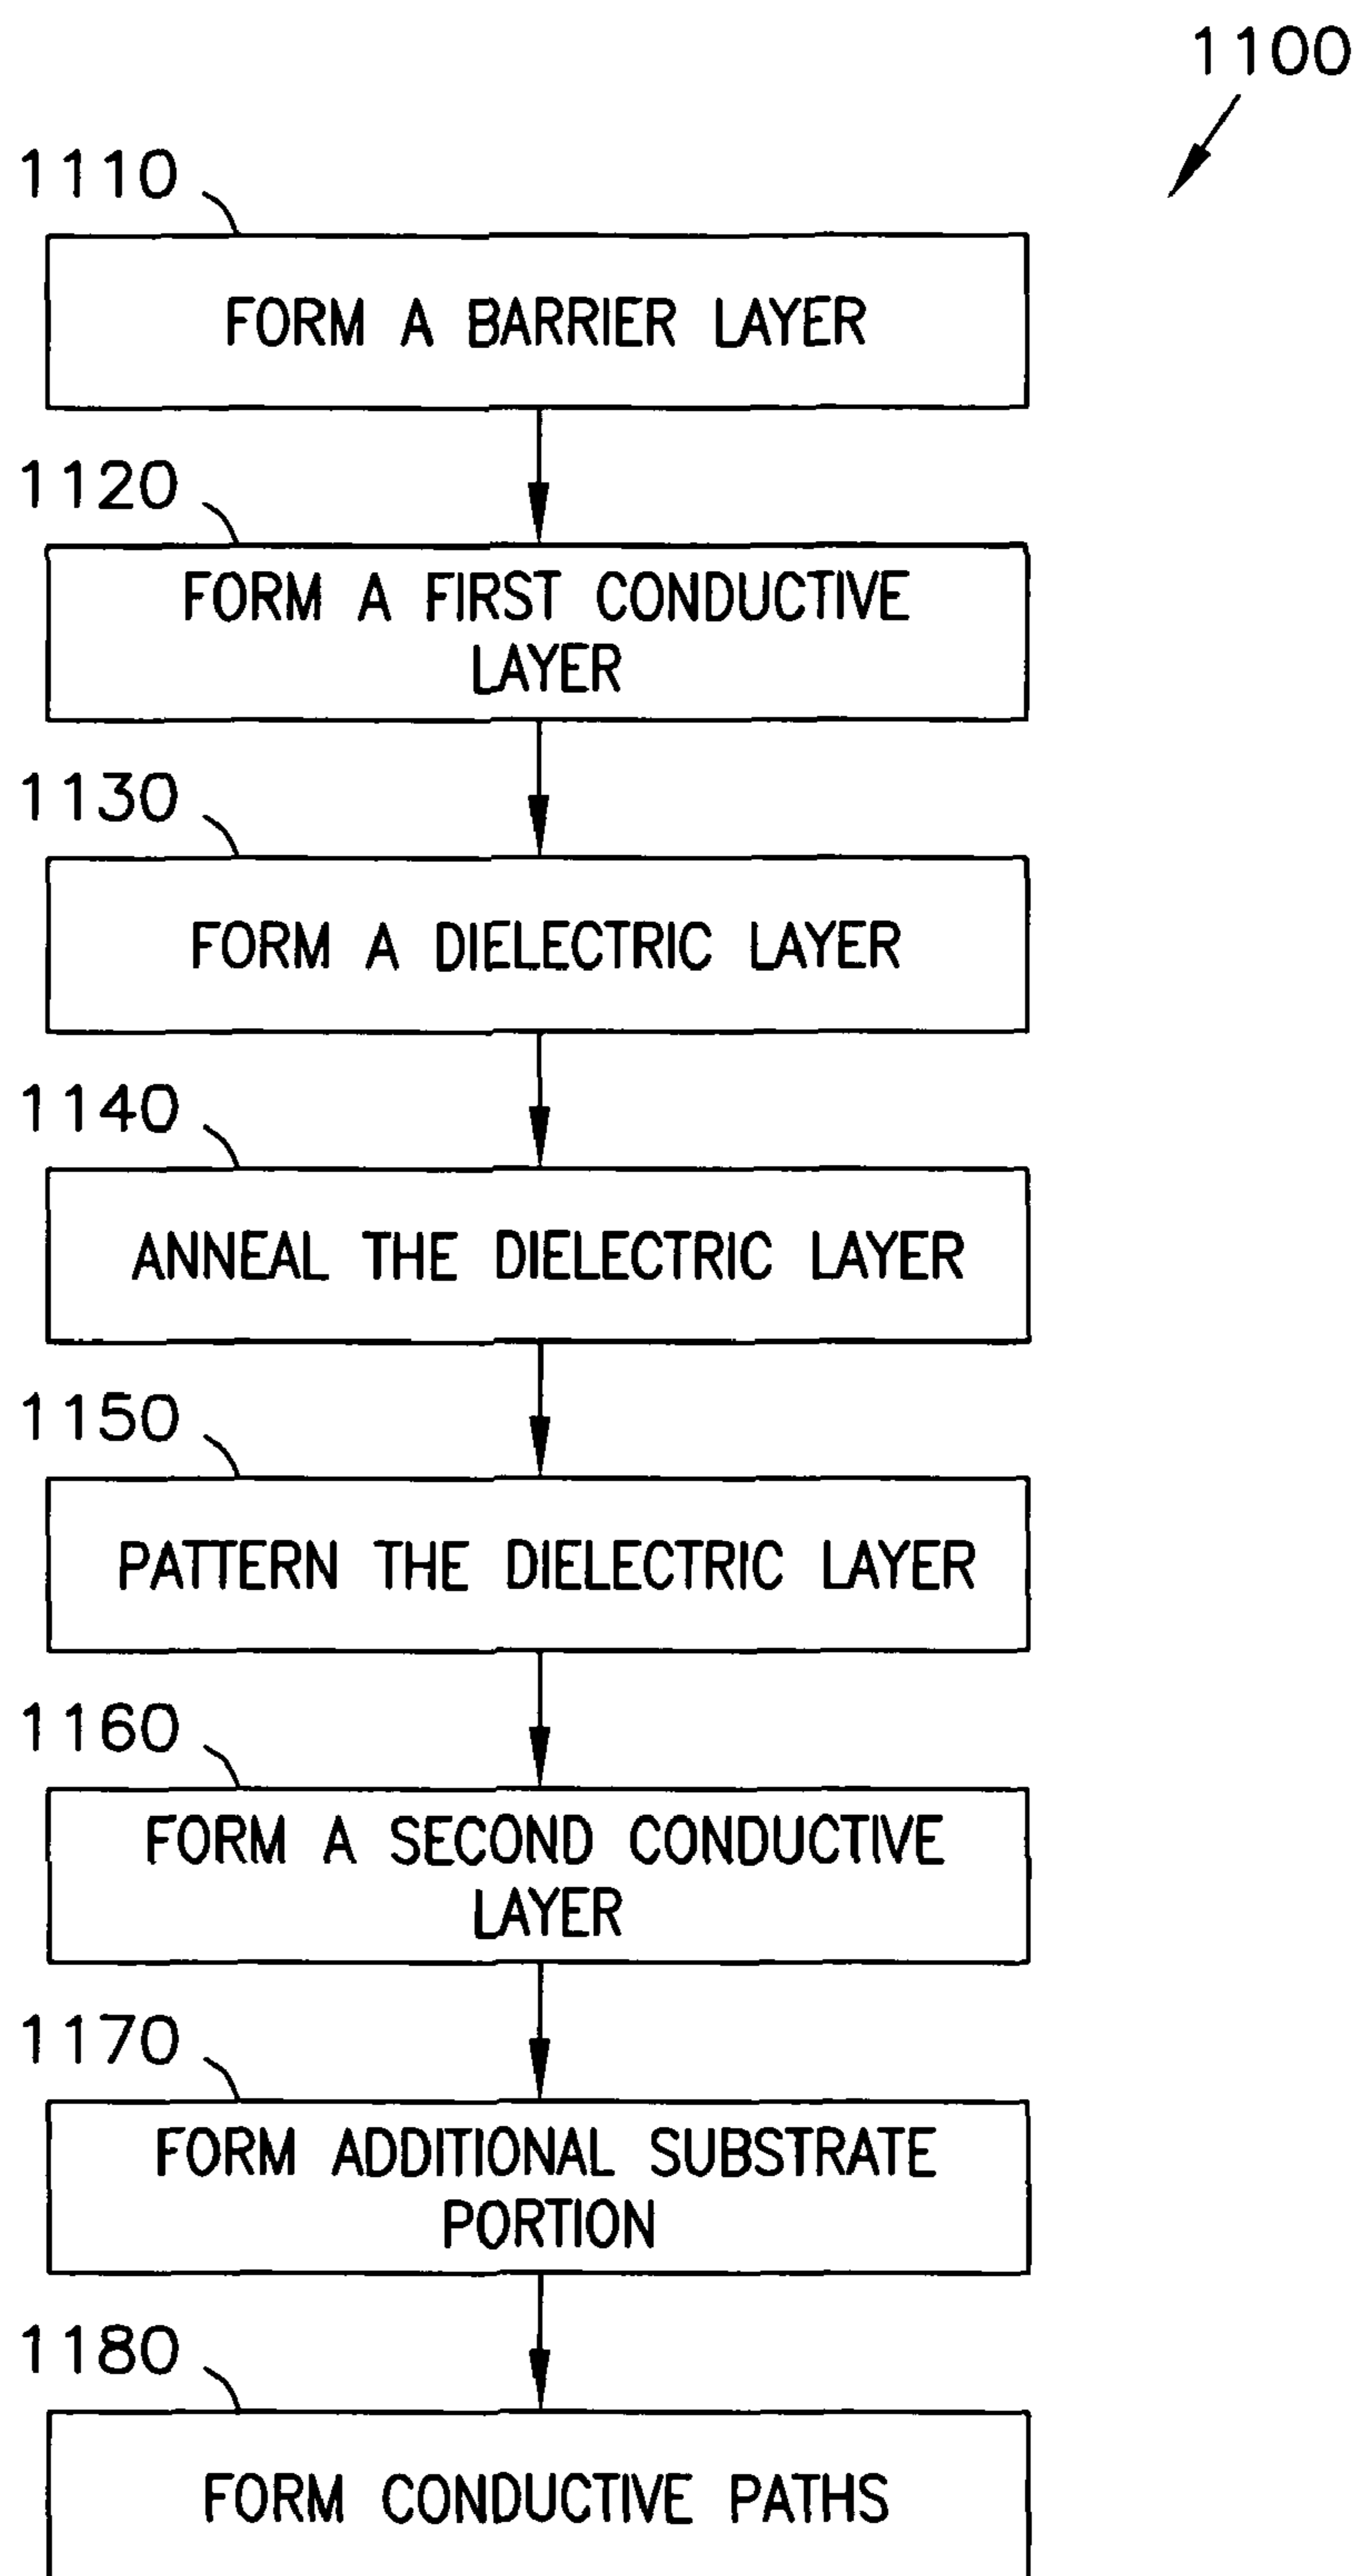 1100
1110
FORM A BARRIER LAYER
1120
FORM A FIRST CONDUCTIVE
LAYER
1130
FORM A DIELECTRIC LAYER
1140
ANNEAL THE DIELECTRIC LAYER
1150
PATTERN THE DIELECTRIC LAYER
1160
FORM A SECOND CONDUCTIVE
LAYER
1170
FORM ADDITIONAL SUBSTRATE
PORTION
1180
FORM CONDUCTIVE PATHS